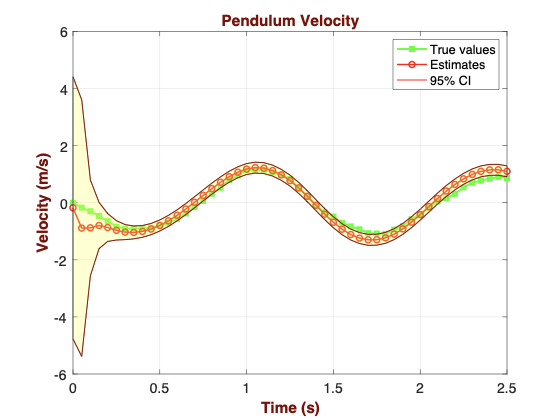 Pendulum Velocity
True values
Estimates
95% CI
6
4
2
0
-2
-4
-6
Velocity (m/s)
0
0.5
1
1.5
2
2.5
Time (s)